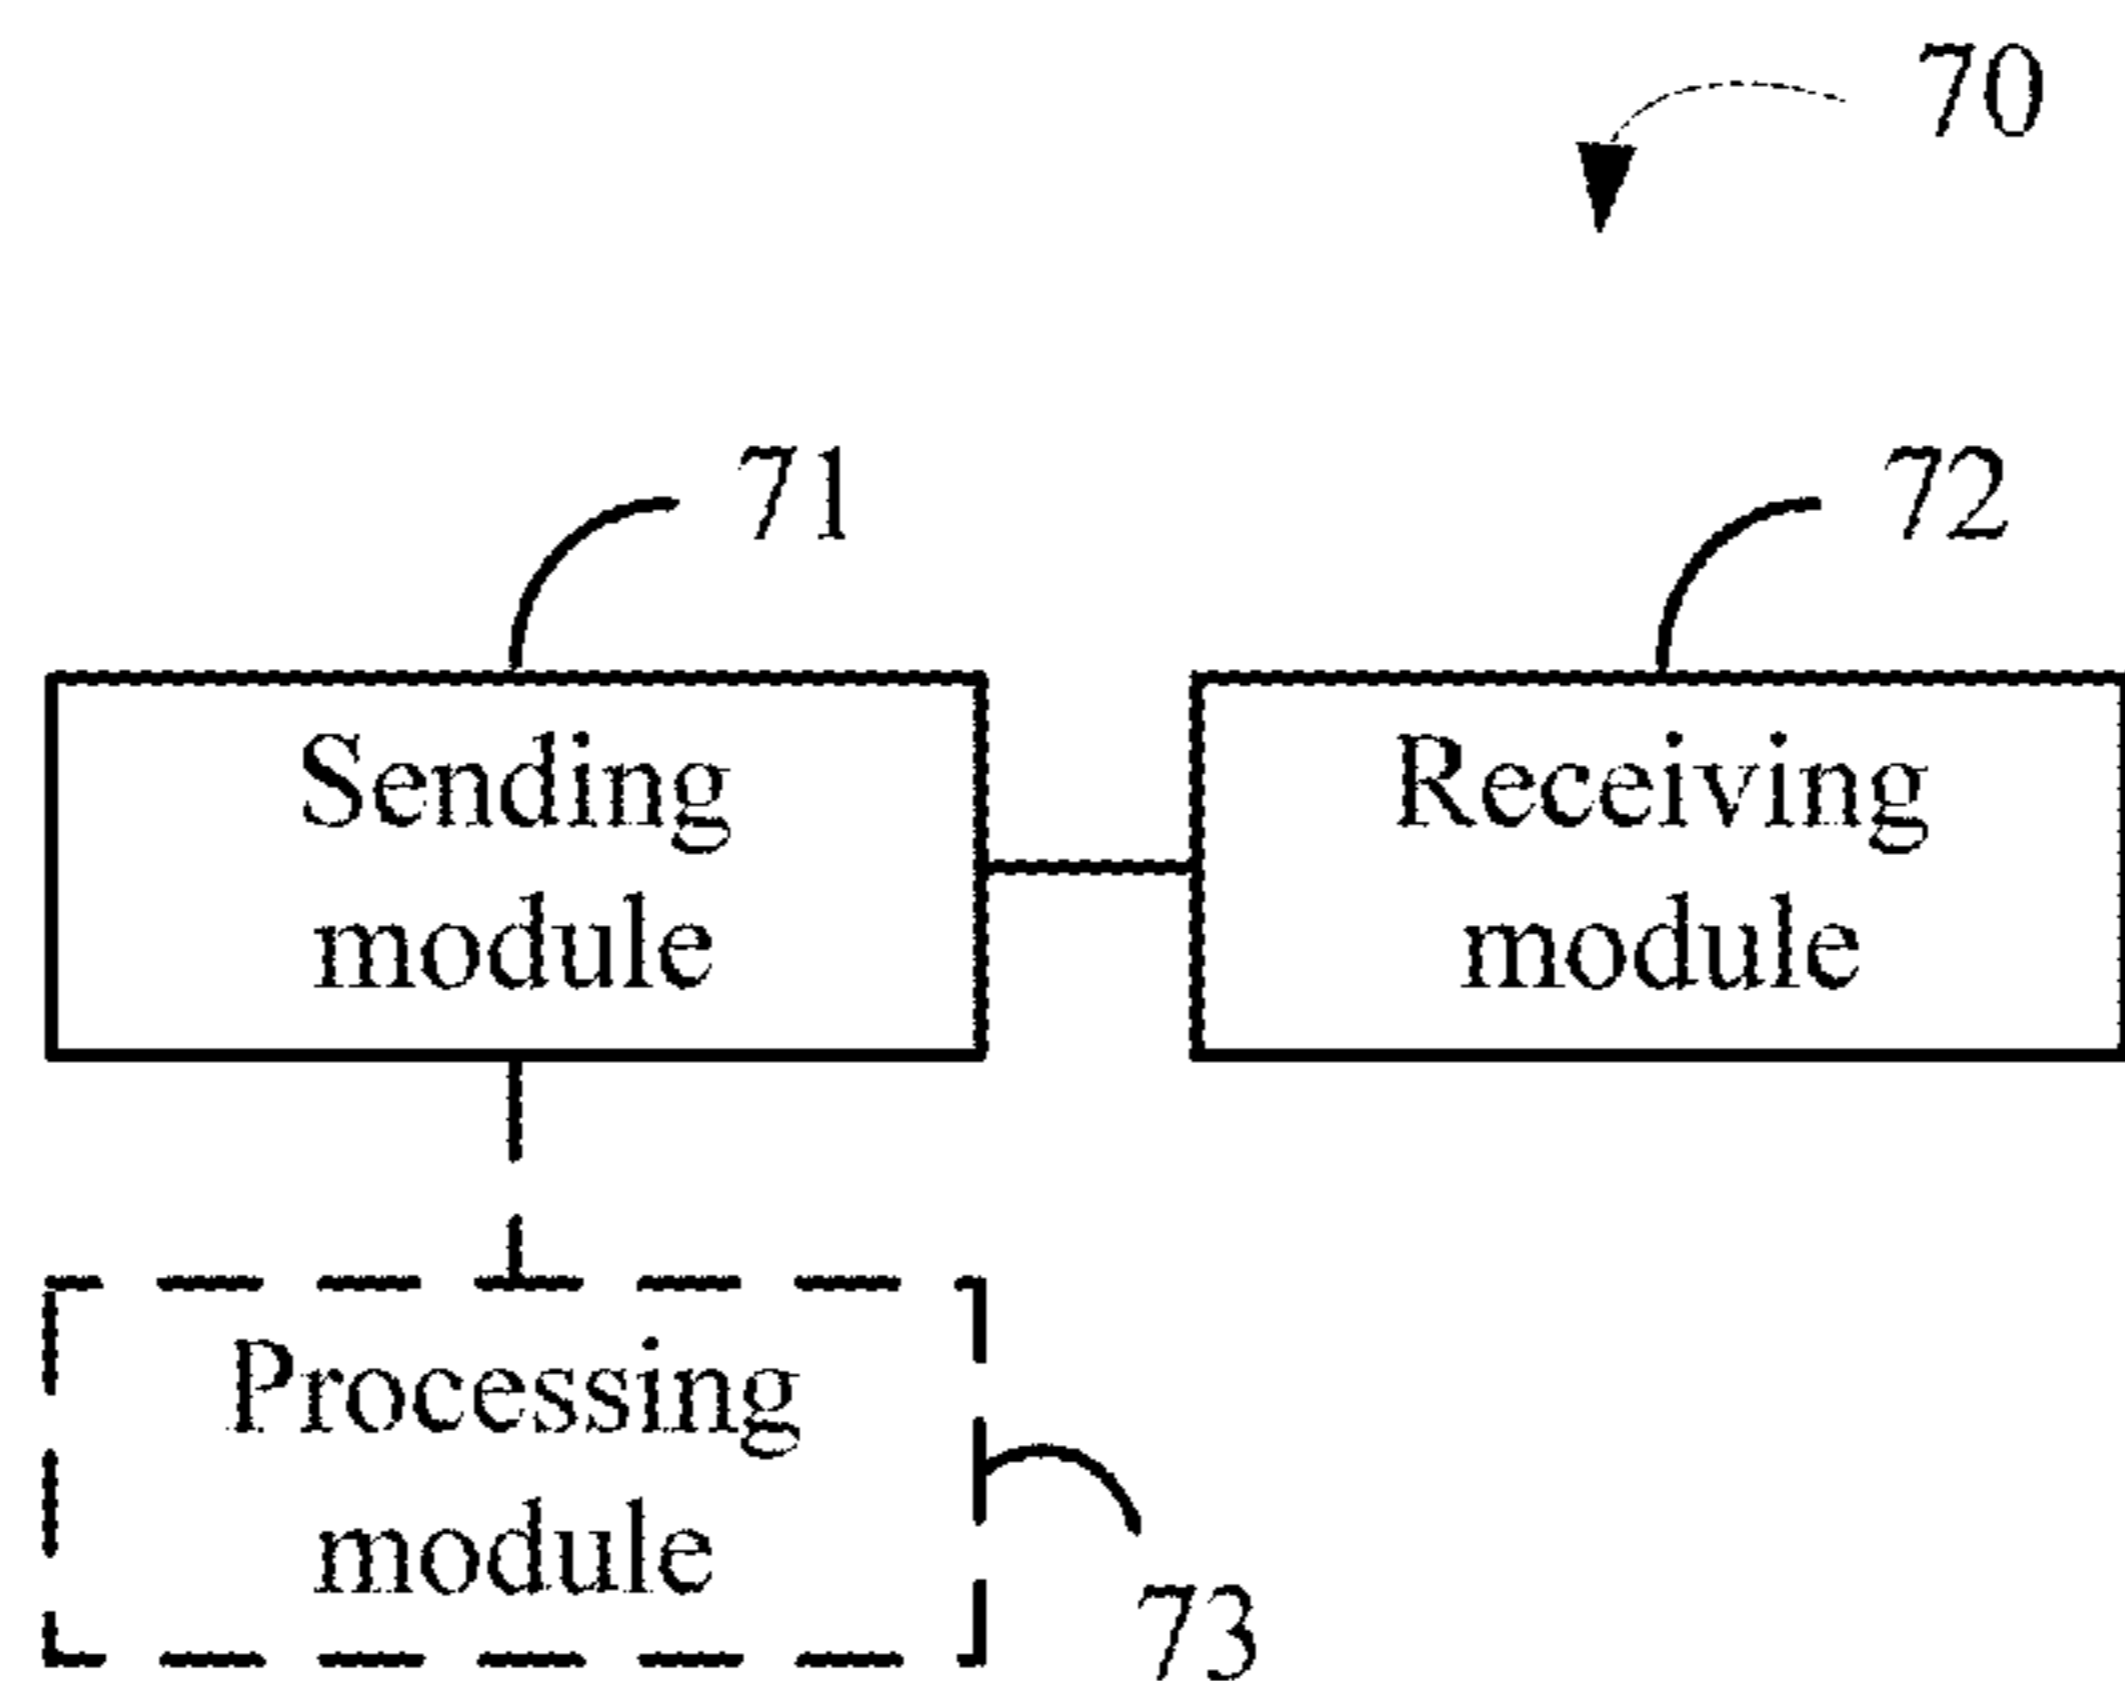 70
71
72
Sending
module
Receiving
module
Processing
module
73